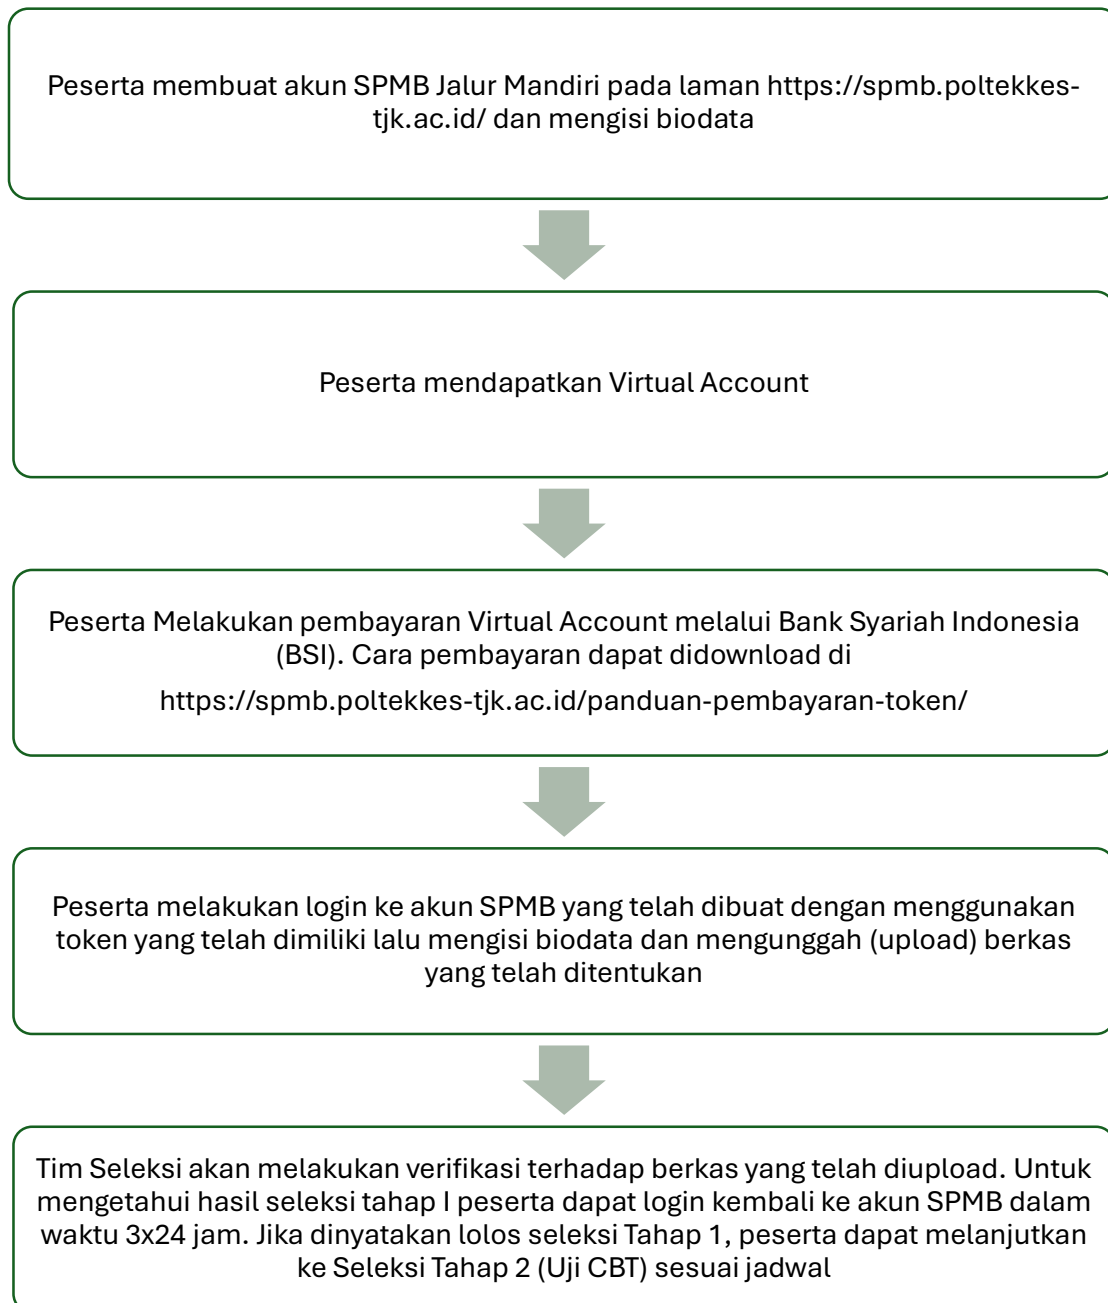 Peserta membuat akun SPMB Jalur Mandiri pada laman https://spmb.poltekkes-
tjk.ac.id/ dan mengisi biodata
Peserta mendapatkan Virtual Account
Peserta Melakukan pembayaran Virtual Account melalui Bank Syariah Indonesia
(BSI). Cara pembayaran dapat didownload di
https://spmb.poltekkes-tjk.ac.id/panduan-pembayaran-token/
Peserta melakukan login ke akun SPMB yang telah dibuat dengan menggunakan
token yang telah dimiliki lalu mengisi biodata dan mengunggah (upload) berkas
yang telah ditentukan
Tim Seleksi akan melakukan verifikasi terhadap berkas yang telah diupload. Untuk
mengetahui hasil seleksi tahap I peserta dapat login kembali ke akun SPMB dalam
waktu 3x24 jam. Jika dinyatakan lolos seleksi Tahap 1, peserta dapat melanjutkan
ke Seleksi Tahap 2 (Uji CBT) sesuai jadwal